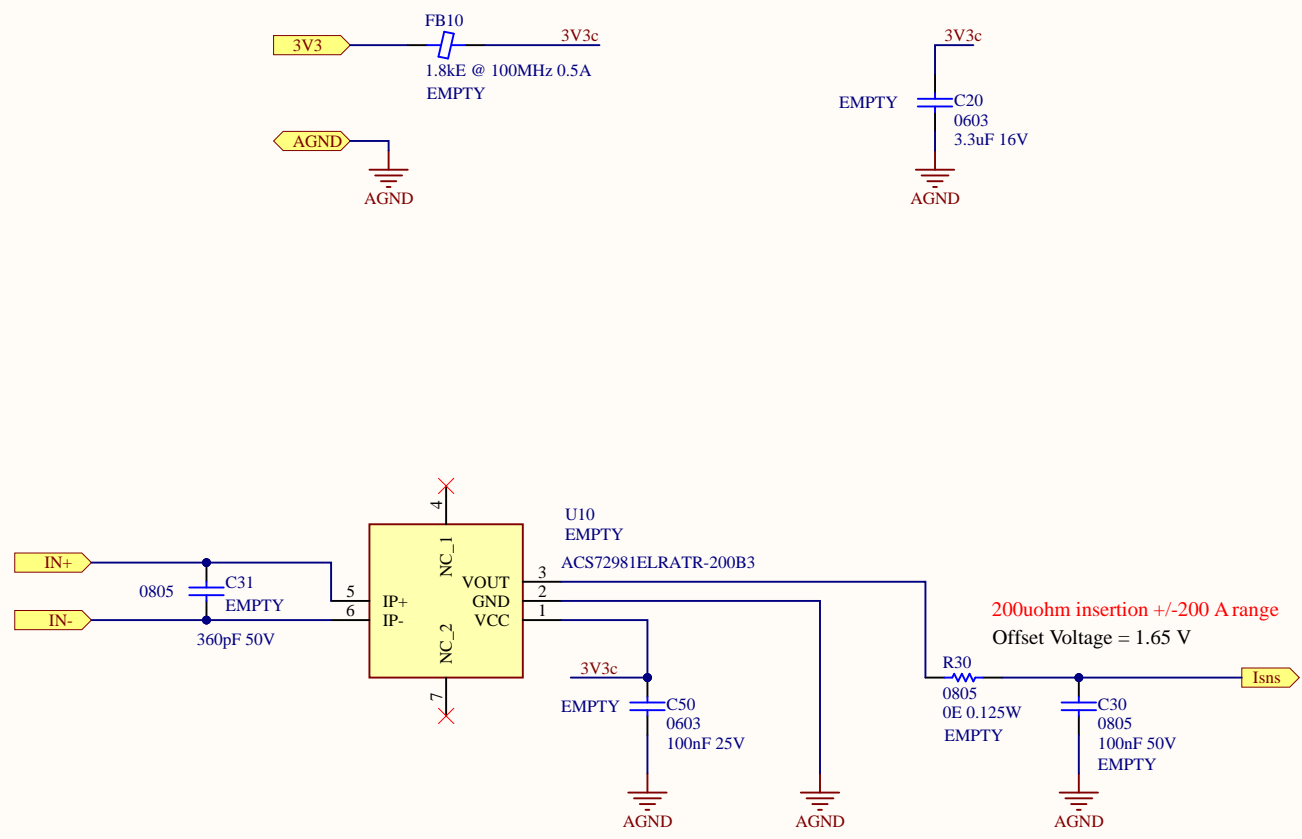 FB10
3V3
3V3c
1.8kE @ 100MHz 0.5A
EMPTY
AGND
AGND
3V3c
EMPTY
C20
0603
3.3uF 16V
AGND
IN+
0805
C31
EMPTY
IN-
360pF 50V
4
NC_1
5
IP+
6
IP-
NC_2
7
U10
EMPTY
ACS72981ELRATR-200B3
VOUT
3
GND
2
VCC
1
3V3c
EMPTY
C50
0603
100nF 25V
AGND
AGND
200uohm insertion +/-200 A range
Offset Voltage = 1.65 V
R30
0805
0E 0.125W
EMPTY
Isns
C30
0805
100nF 50V
EMPTY
AGND